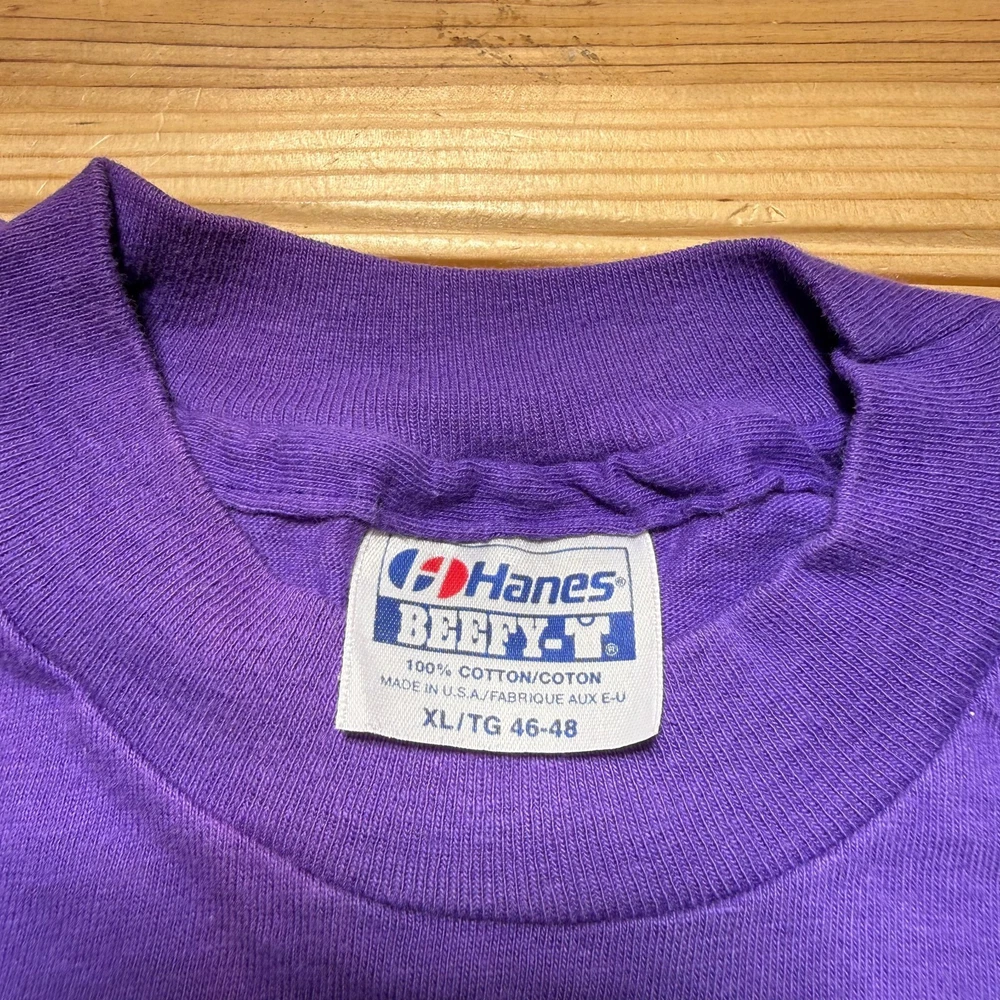 Hanes®
BEEFY-T®
100% COTTON/COTON
MADE IN U.S.A./FABRIQUE AUX E-U
XL/TG 46-48